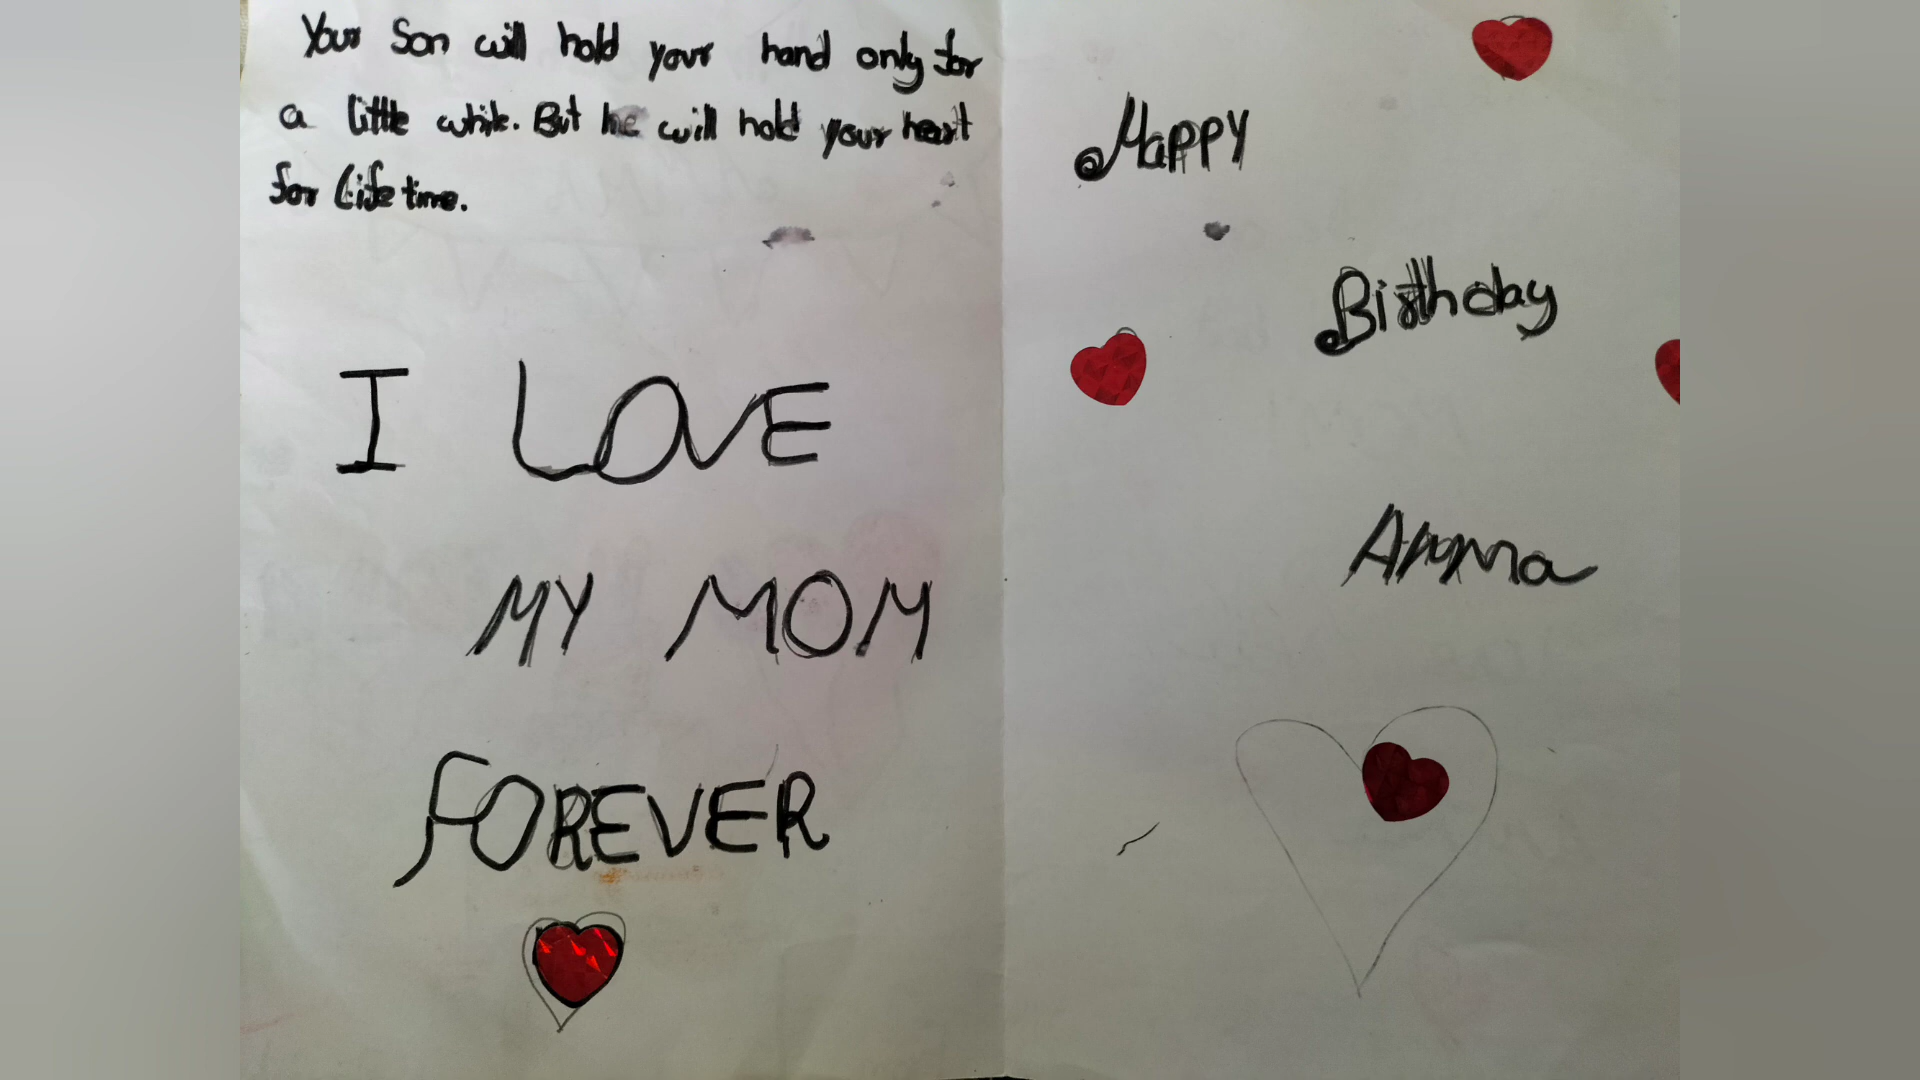 Your Son will hold your hand only for
a little while. But he will hold your heart
for Life time.
I LOVE
MY MOM
FOREVER
Happy
Birthday
Amma